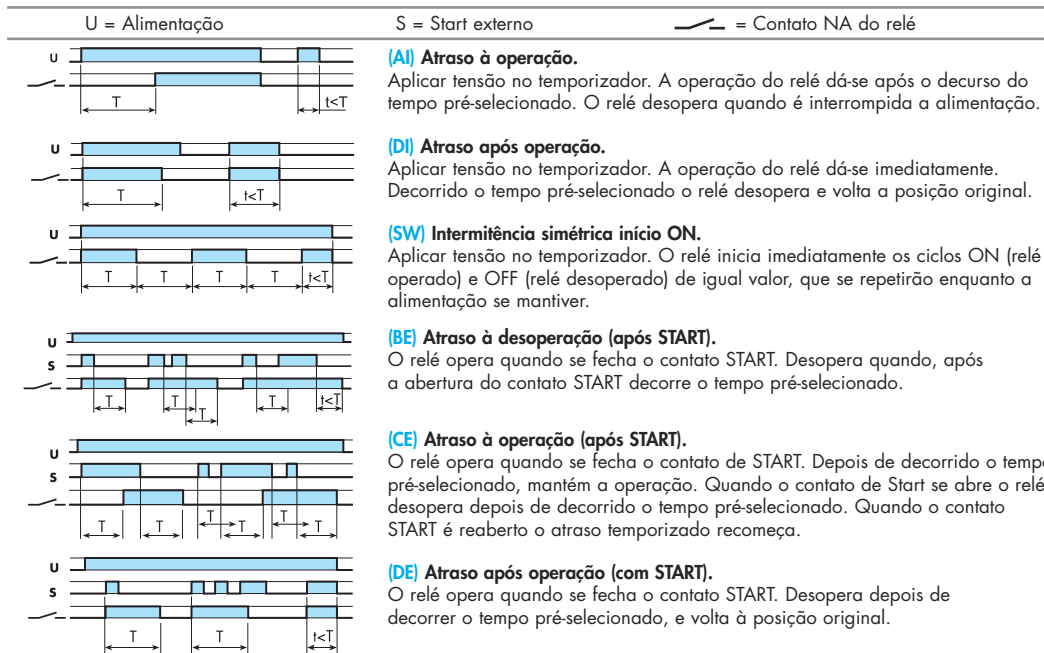 U = Alimentação S = Start externo = Contato NA do relé
U
T t<T
(AI) Atraso à operação.
Aplicar tensão no temporizador. A operação do relé dá-se após o decurso do
tempo pré-selecionado. O relé desopera quando é interrompida a alimentação.
U
T t<T
(DI) Atraso após operação.
Aplicar tensão no temporizador. A operação do relé dá-se imediatamente.
Decorrido o tempo pré-selecionado o relé desopera e volta a posição original.
U
T T T T t<T
(SW) Intermitência simétrica início ON.
Aplicar tensão no temporizador. O relé inicia imediatamente os ciclos ON (relé
operado) e OFF (relé desoperado) de igual valor, que se repetirão enquanto a
alimentação se mantiver.
U
S
T T T t<T
T
(BE) Atraso à desoperação (após START).
O relé opera quando se fecha o contato START. Desopera quando, após
a abertura do contato START decorre o tempo pré-selecionado.
U
S
T T
T T T T
(CE) Atraso à operação (após START).
O relé opera quando se fecha o contato de START. Depois de decorrido o tempo
pré-selecionado, mantém a operação. Quando o contato de Start se abre o relé
desopera depois de decorrido o tempo pré-selecionado. Quando o contato
START é reaberto o atraso temporizado recomeça.
U
S
T T t<T
(DE) Atraso após operação (com START).
O relé opera quando se fecha o contato START. Desopera depois de
decorrer o tempo pré-selecionado, e volta à posição original.